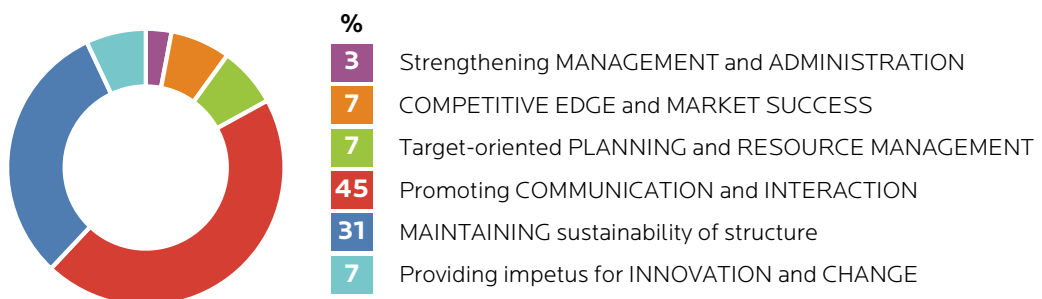 %
3 Strengthening MANAGEMENT and ADMINISTRATION
7 COMPETITIVE EDGE and MARKET SUCCESS
7 Target-oriented PLANNING and RESOURCE MANAGEMENT
45 Promoting COMMUNICATION and INTERACTION
31 MAINTAINING sustainability of structure
7 Providing impetus for INNOVATION and CHANGE